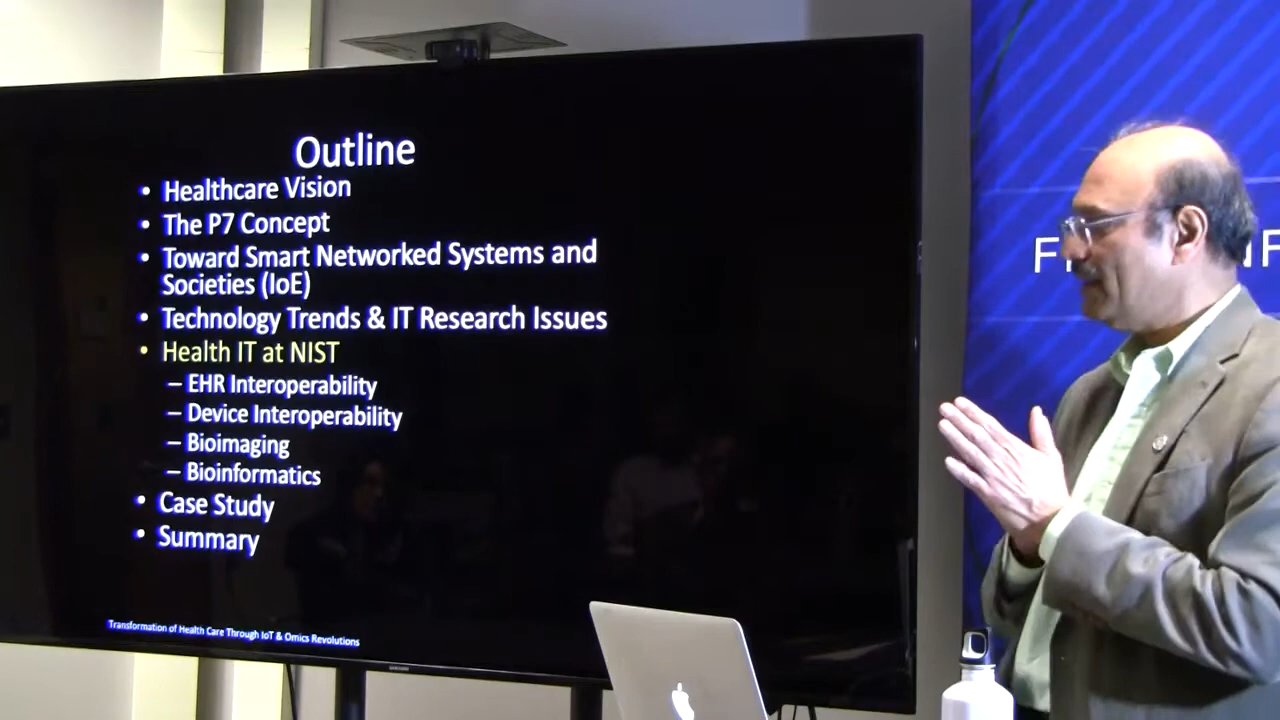 Outline
• Healthcare Vision
• The P7 Concept
• Toward Smart Networked Systems and
Societies (IoE)
• Technology Trends & IT Research Issues
• Health IT at NIST
– EHR Interoperability
– Device Interoperability
– Bioimaging
– Bioinformatics
• Case Study
• Summary
Transformation of Health Care Through IoT & Omics Revolutions
SAMSUNG